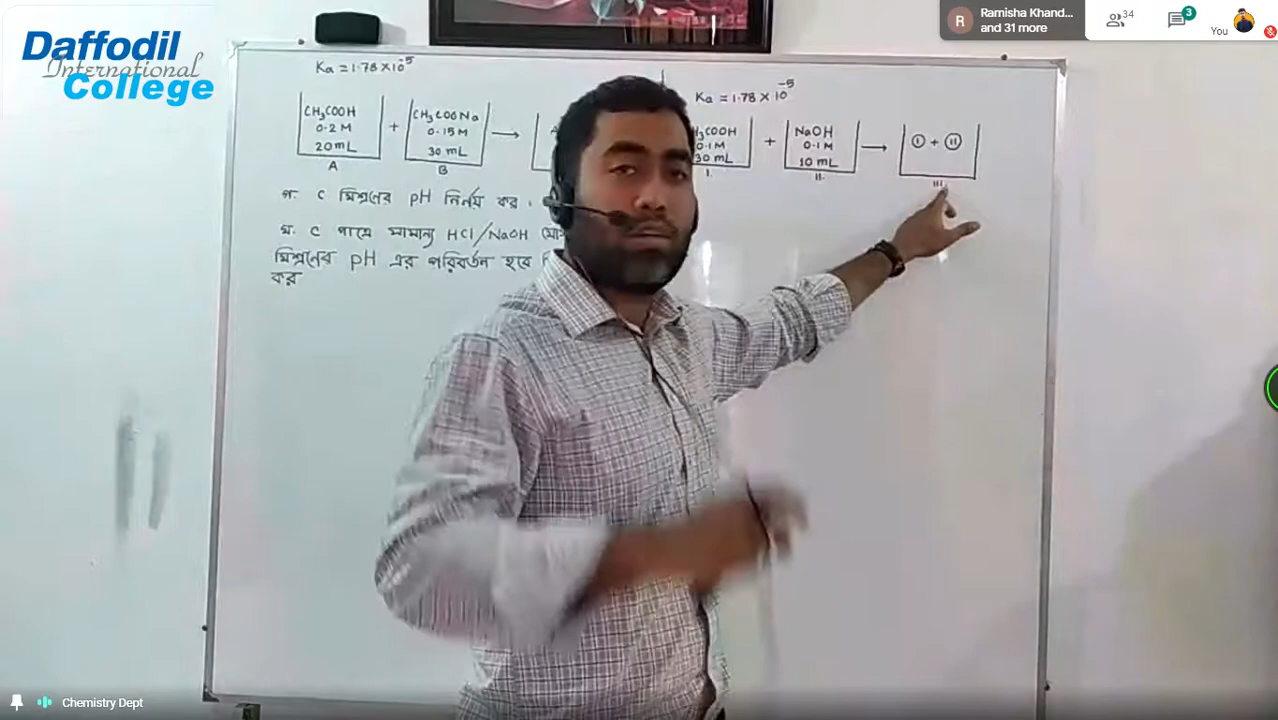 Daffodil
International
College
Ramisha Khand...
and 31 more
R
34
3
You
Ka = 1.78 × 10⁻⁵
CH₃COOH
0.2 M
20 mL
A
+
CH₃COONa
0.15 M
30 mL
B
→
গ. C মিশ্রণের pH নির্ণয় কর।
ঘ. C পাত্রে সামান্য HCl/NaOH
মিশ্রণের pH এর পরিবর্তন হবে
কর
Ka = 1.78 × 10⁻⁵
H₃COOH
0.1 M
30 mL
I.
+
NaOH
0.1 M
10 mL
II.
→
Ⓘ + Ⅱ
III
Chemistry Dept